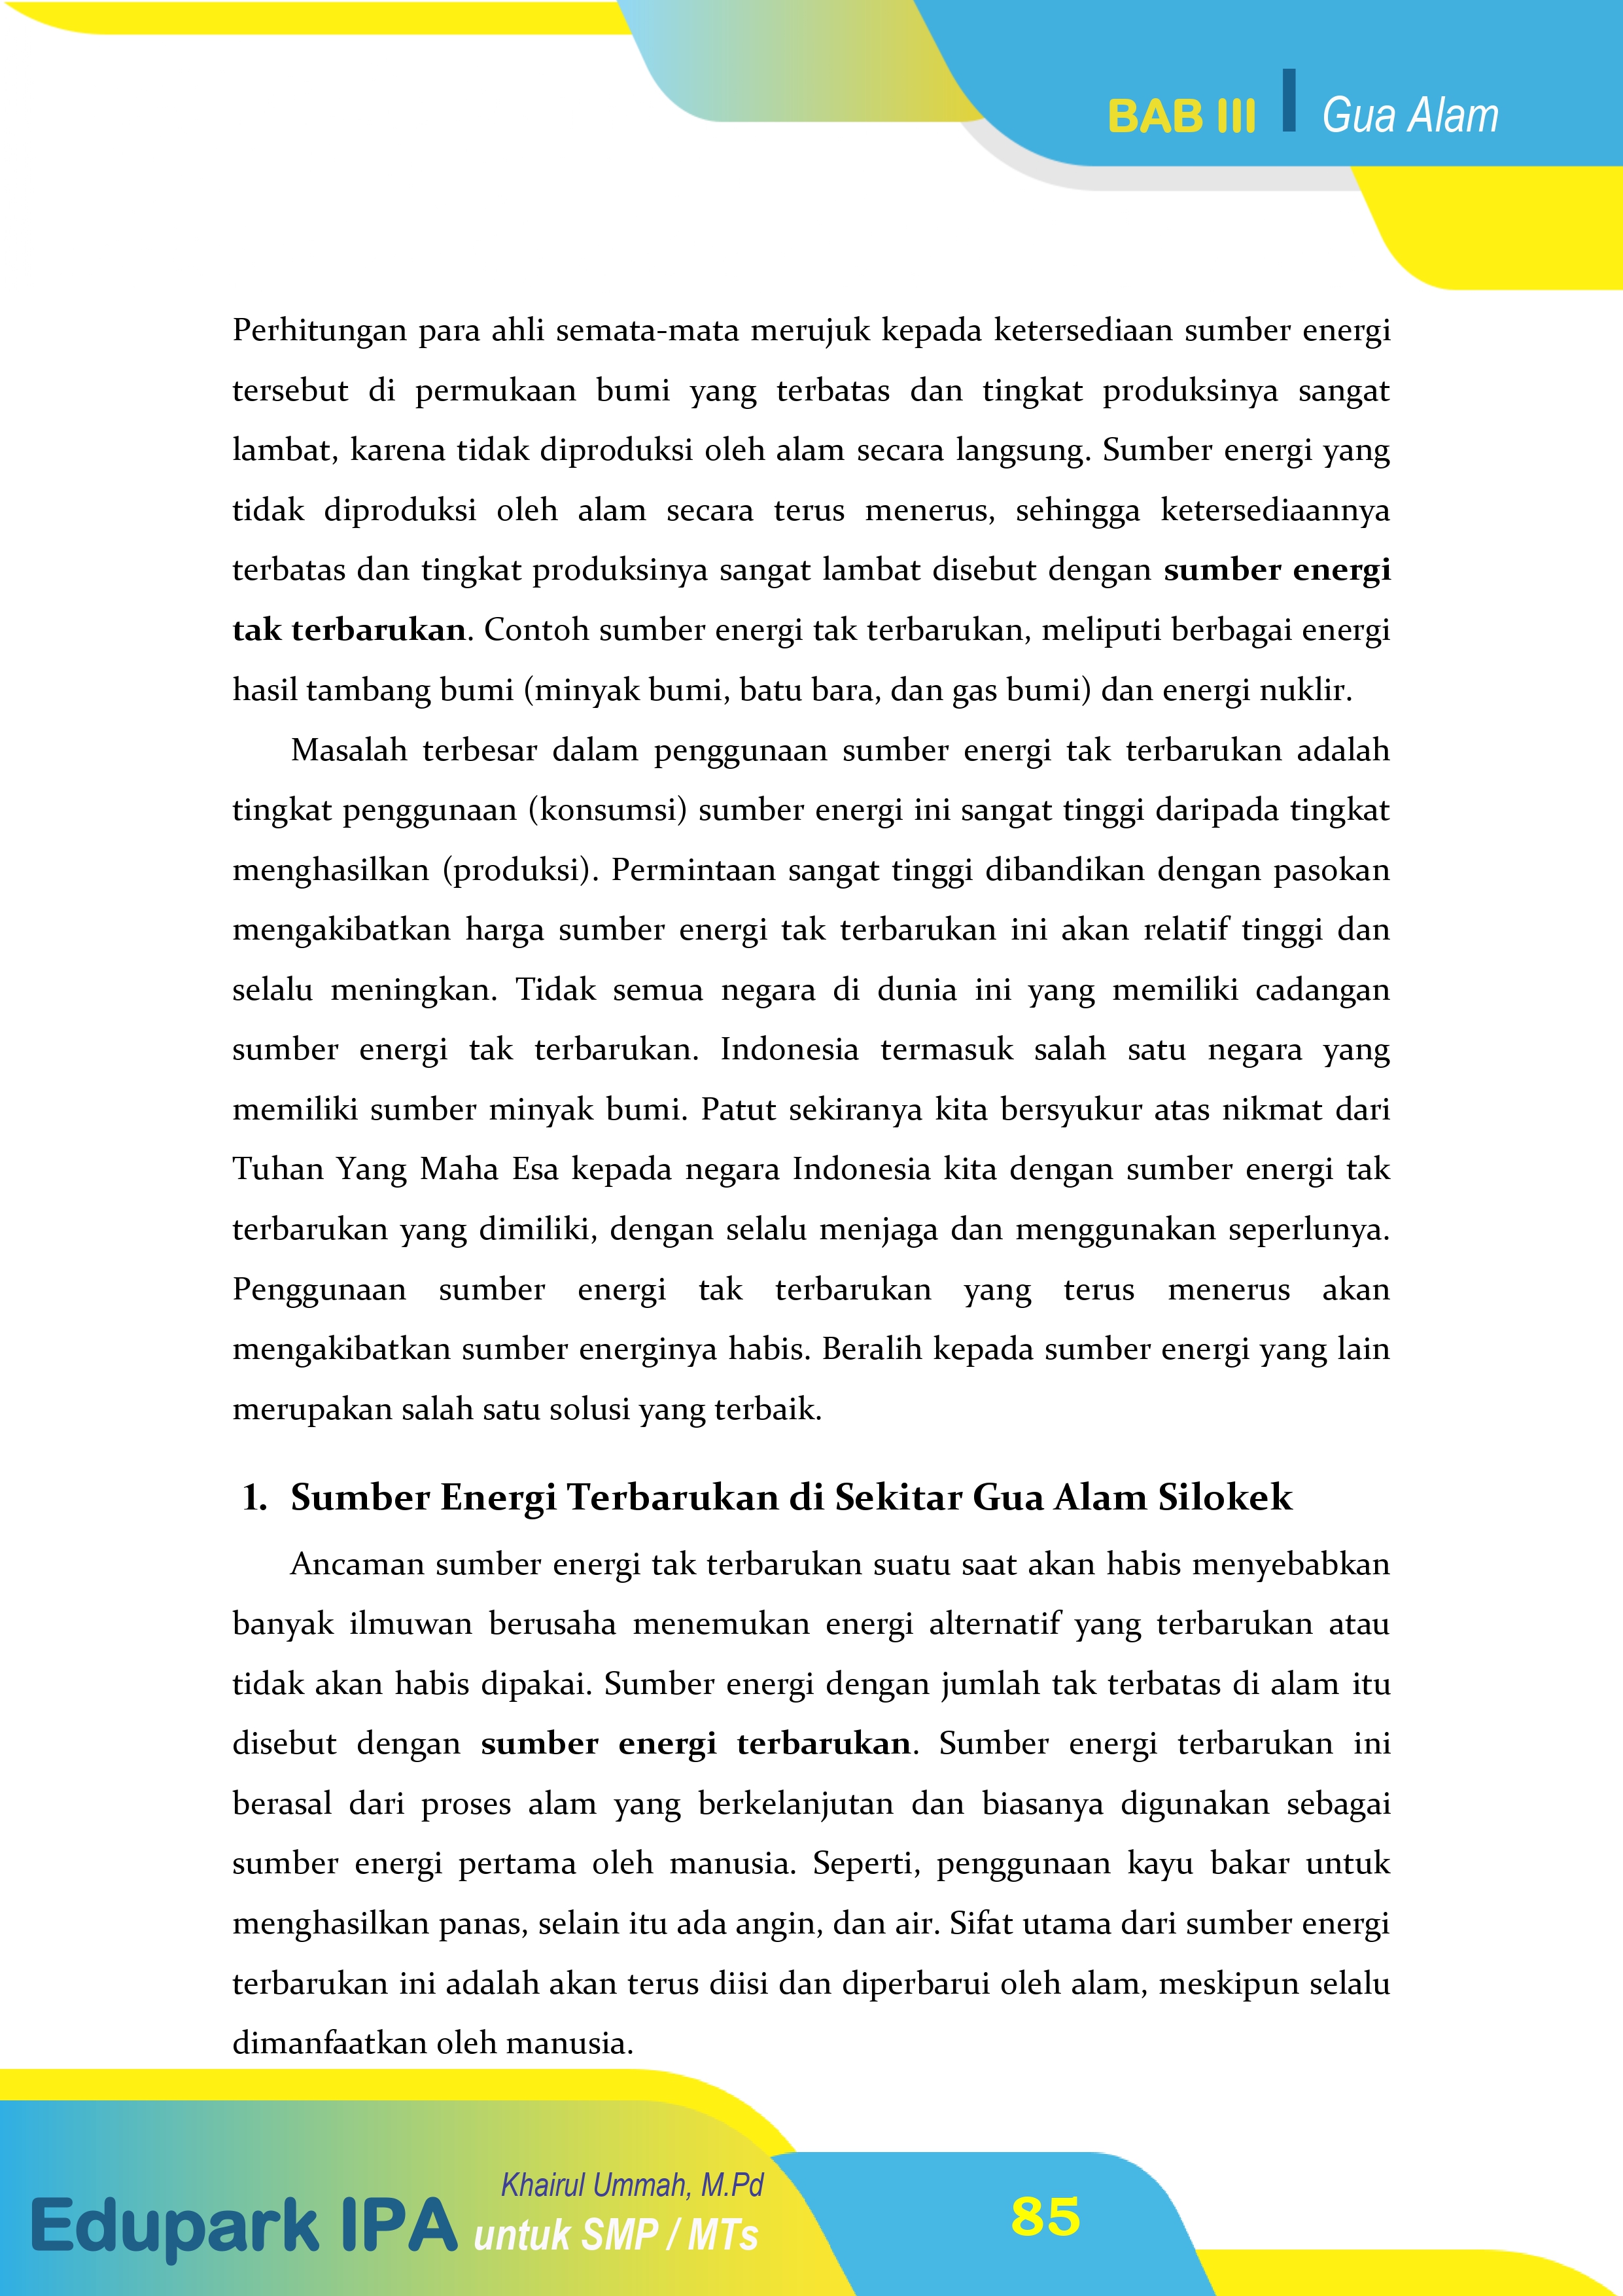 BAB III | Gua Alam
Perhitungan para ahli semata-mata merujuk kepada ketersediaan sumber energi
tersebut di permukaan bumi yang terbatas dan tingkat produksinya sangat
lambat, karena tidak diproduksi oleh alam secara langsung. Sumber energi yang
tidak diproduksi oleh alam secara terus menerus, sehingga ketersediaannya
terbatas dan tingkat produksinya sangat lambat disebut dengan sumber energi
tak terbarukan. Contoh sumber energi tak terbarukan, meliputi berbagai energi
hasil tambang bumi (minyak bumi, batu bara, dan gas bumi) dan energi nuklir.
Masalah terbesar dalam penggunaan sumber energi tak terbarukan adalah
tingkat penggunaan (konsumsi) sumber energi ini sangat tinggi daripada tingkat
menghasilkan (produksi). Permintaan sangat tinggi dibandikan dengan pasokan
mengakibatkan harga sumber energi tak terbarukan ini akan relatif tinggi dan
selalu meningkan. Tidak semua negara di dunia ini yang memiliki cadangan
sumber energi tak terbarukan. Indonesia termasuk salah satu negara yang
memiliki sumber minyak bumi. Patut sekiranya kita bersyukur atas nikmat dari
Tuhan Yang Maha Esa kepada negara Indonesia kita dengan sumber energi tak
terbarukan yang dimiliki, dengan selalu menjaga dan menggunakan seperlunya.
Penggunaan sumber energi tak terbarukan yang terus menerus akan
mengakibatkan sumber energinya habis. Beralih kepada sumber energi yang lain
merupakan salah satu solusi yang terbaik.
1. Sumber Energi Terbarukan di Sekitar Gua Alam Silokek
Ancaman sumber energi tak terbarukan suatu saat akan habis menyebabkan
banyak ilmuwan berusaha menemukan energi alternatif yang terbarukan atau
tidak akan habis dipakai. Sumber energi dengan jumlah tak terbatas di alam itu
disebut dengan sumber energi terbarukan. Sumber energi terbarukan ini
berasal dari proses alam yang berkelanjutan dan biasanya digunakan sebagai
sumber energi pertama oleh manusia. Seperti, penggunaan kayu bakar untuk
menghasilkan panas, selain itu ada angin, dan air. Sifat utama dari sumber energi
terbarukan ini adalah akan terus diisi dan diperbarui oleh alam, meskipun selalu
dimanfaatkan oleh manusia.
Khairul Ummah, M.Pd
Edupark IPA untuk SMP / MTs
85